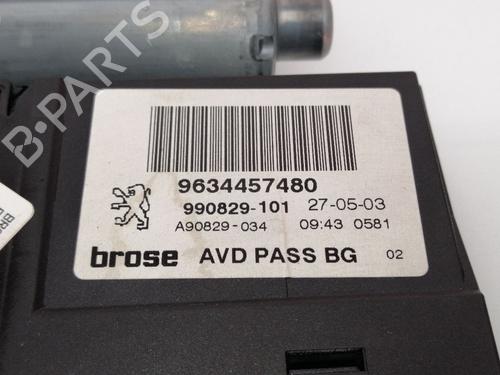 9634457480
990829-101 27-05-03
A90829-034 09:43 0581
brose AVD PASS BG 02
B-PARTS